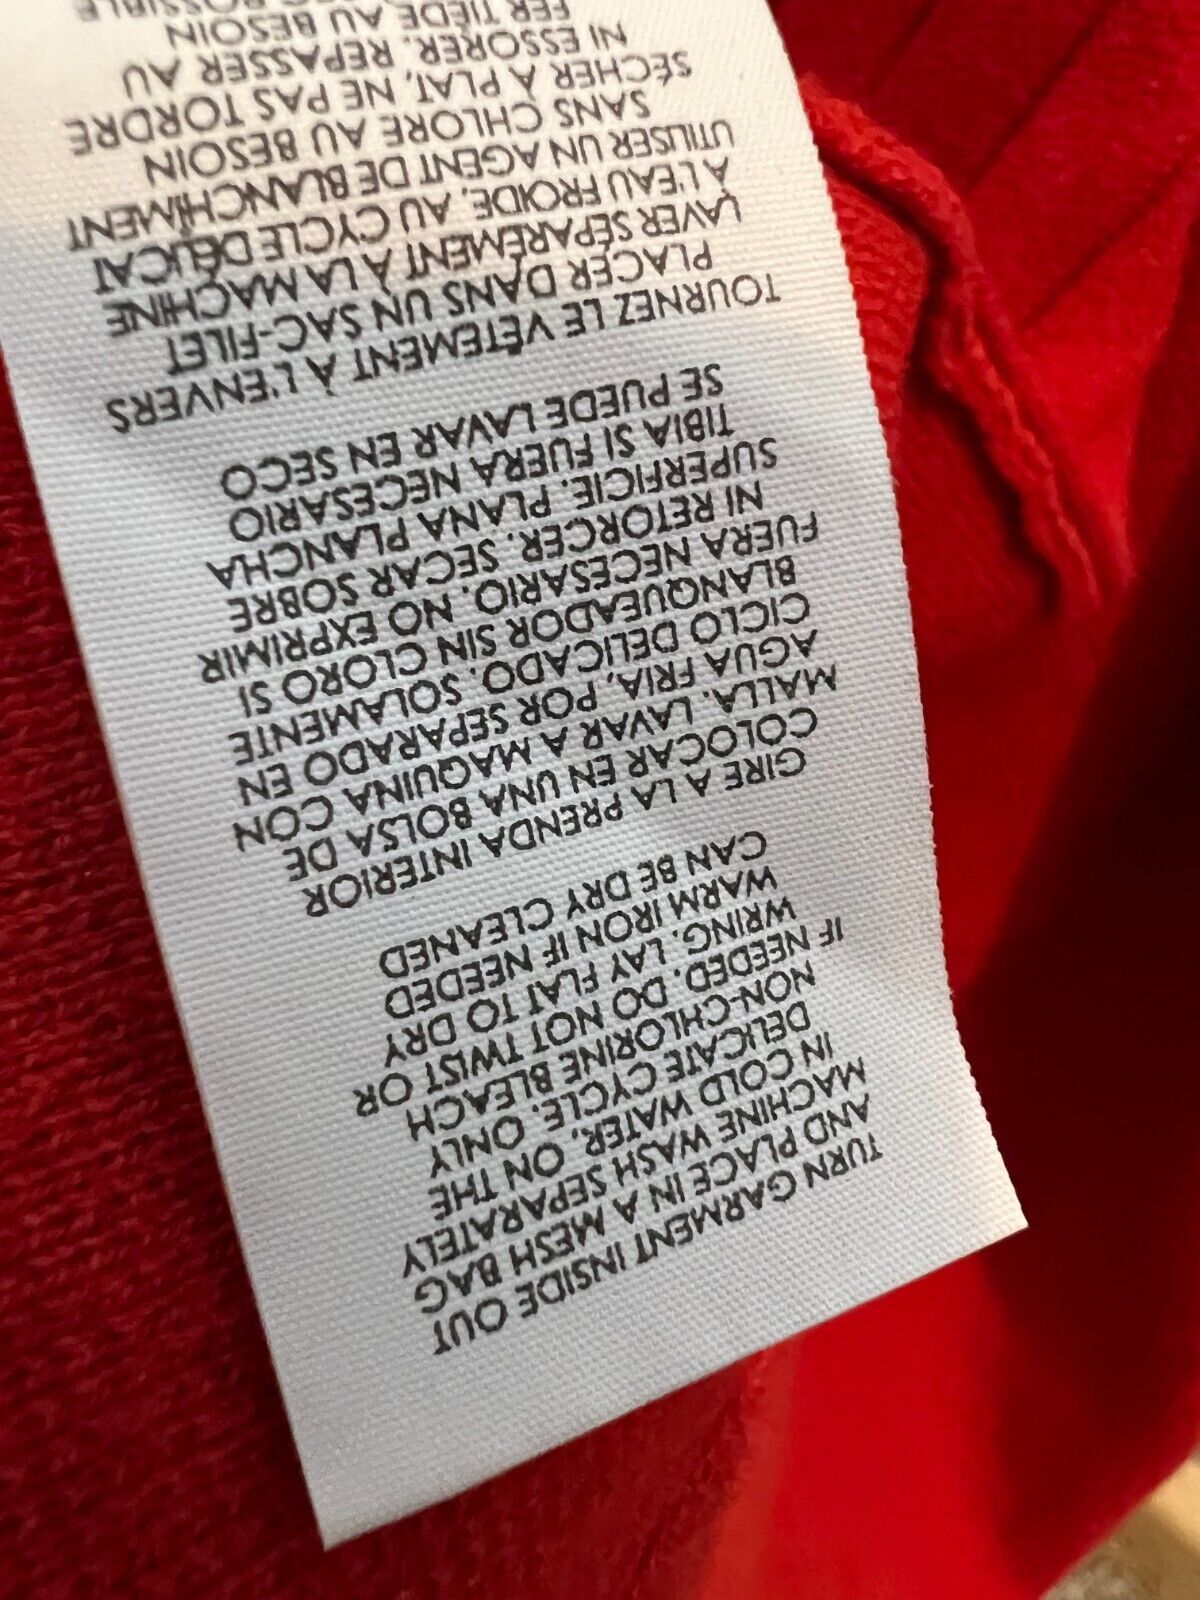 TURN GARMENT INSIDE OUT
AND PLACE IN A MESH BAG
MACHINE WASH SEPARATELY
IN COLD WATER, ON THE
DELICATE CYCLE. ONLY
NON-CHLORINE BLEACH
IF NEEDED. DO NOT TWIST OR
WRING. LAY FLAT TO DRY
WARM IRON IF NEEDED
CAN BE DRY CLEANED
GIRE A LA PRENDA INTERIOR
COLOCAR EN UNA BOLSA DE
MALLA. LAVAR A MAQUINA CON
AGUA FRIA, POR SEPARADO EN
CICLO DELICADO. SOLAMENTE
BLANQUEADOR SIN CLORO SI
FUERA NECESARIO. NO EXPRIMIR
NI RETORCER. SECAR SOBRE
SUPERFICIE. PLANA PLANCHA
TIBIA SI FUERA NECESARIO
SE PUEDE LAVAR EN SECO
TOURNEZ LE VÊTEMENT À L'ENVERS
PLACER DANS UN SAC-FILET
LAVER SÉPARÉMENT À LA MACHINE
À L'EAU FROIDE, AU CYCLE DÉLICAT
UTILISER UN AGENT DE BLANCHIMENT
SANS CHLORE AU BESOIN
SÉCHER À PLAT, NE PAS TORDRE
NI ESSORER. REPASSER AU
FER TIÈDE AU BESOIN
POSSIBLE